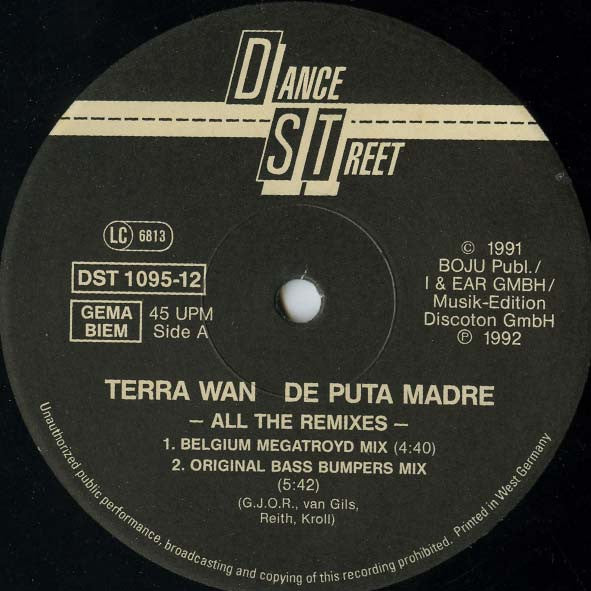 DANCE
STREET
LC 6813
DST 1095-12
GEMA
BIEM
45 UPM
Side A
© 1991
BOJU Publ./
I & EAR GMBH/
Musik-Edition
Discoton GmbH
℗ 1992
TERRA WAN DE PUTA MADRE
– ALL THE REMIXES –
1. BELGIUM MEGATROYD MIX (4:40)
2. ORIGINAL BASS BUMPERS MIX
(5:42)
(G.J.O.R., van Gils,
Reith, Kroll)
Unauthorized public performance, broadcasting and copying of this recording prohibited. Printed in West Germany